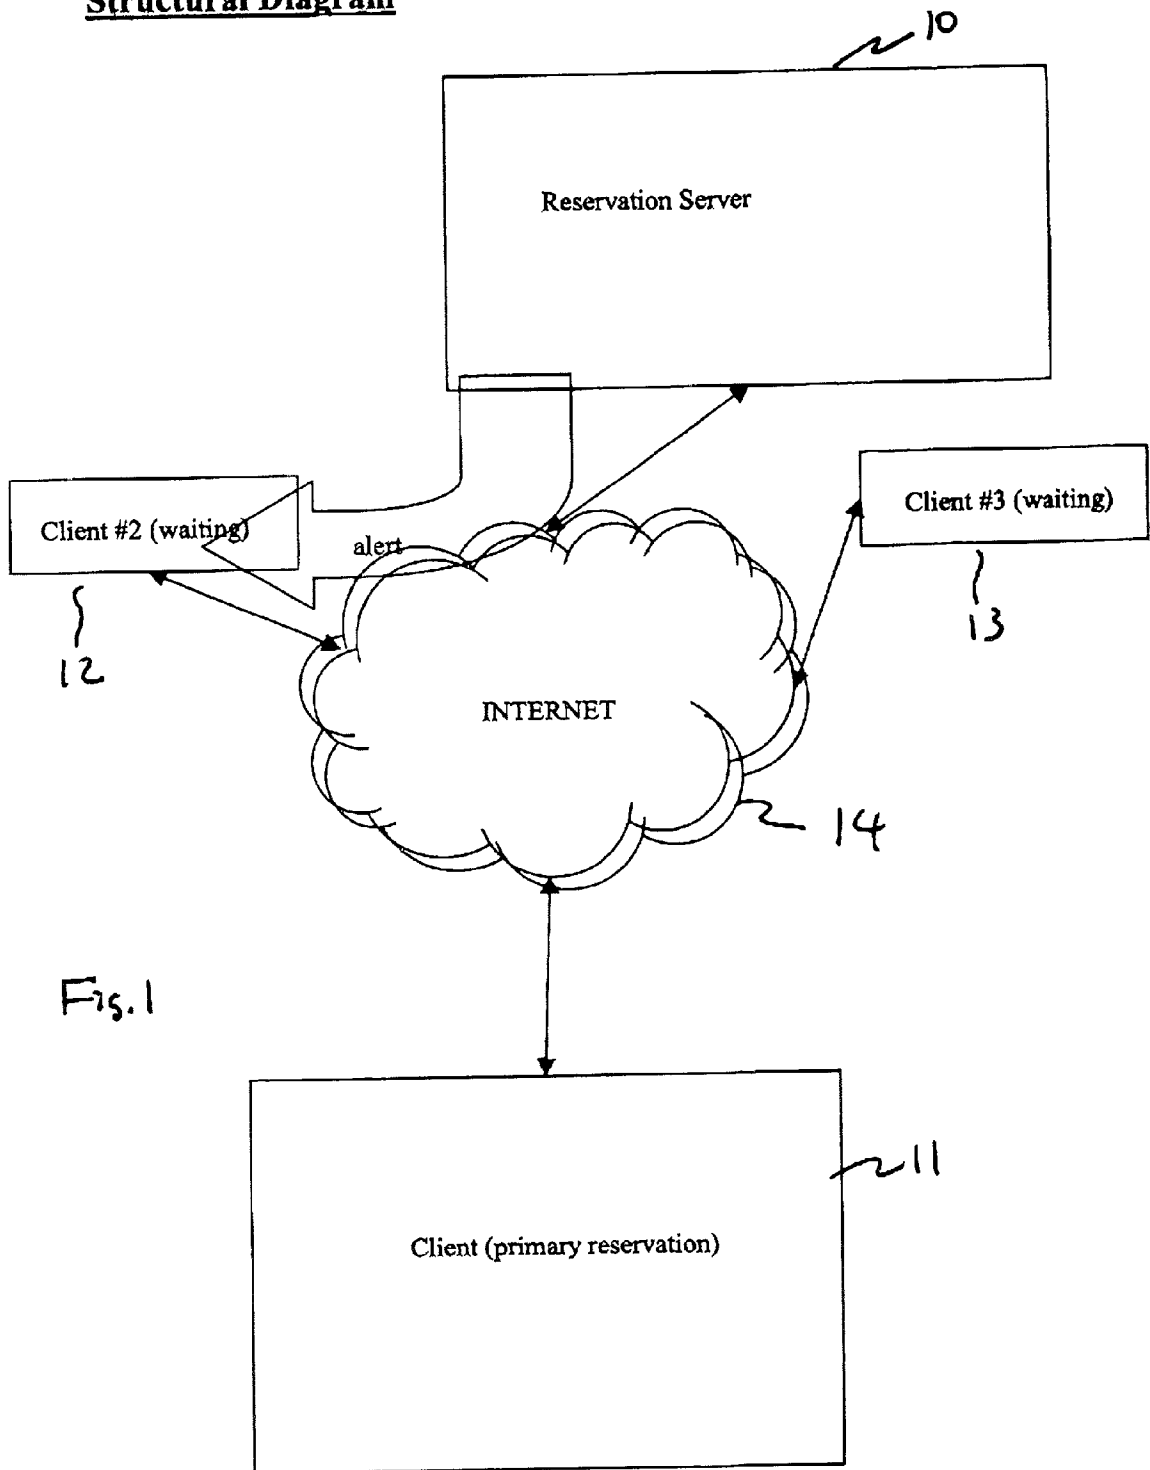 Structural Diagram
10
Reservation Server
Client #2 (waiting)
Client #3 (waiting)
alert
12
13
INTERNET
14
Fig.1
11
Client (primary reservation)